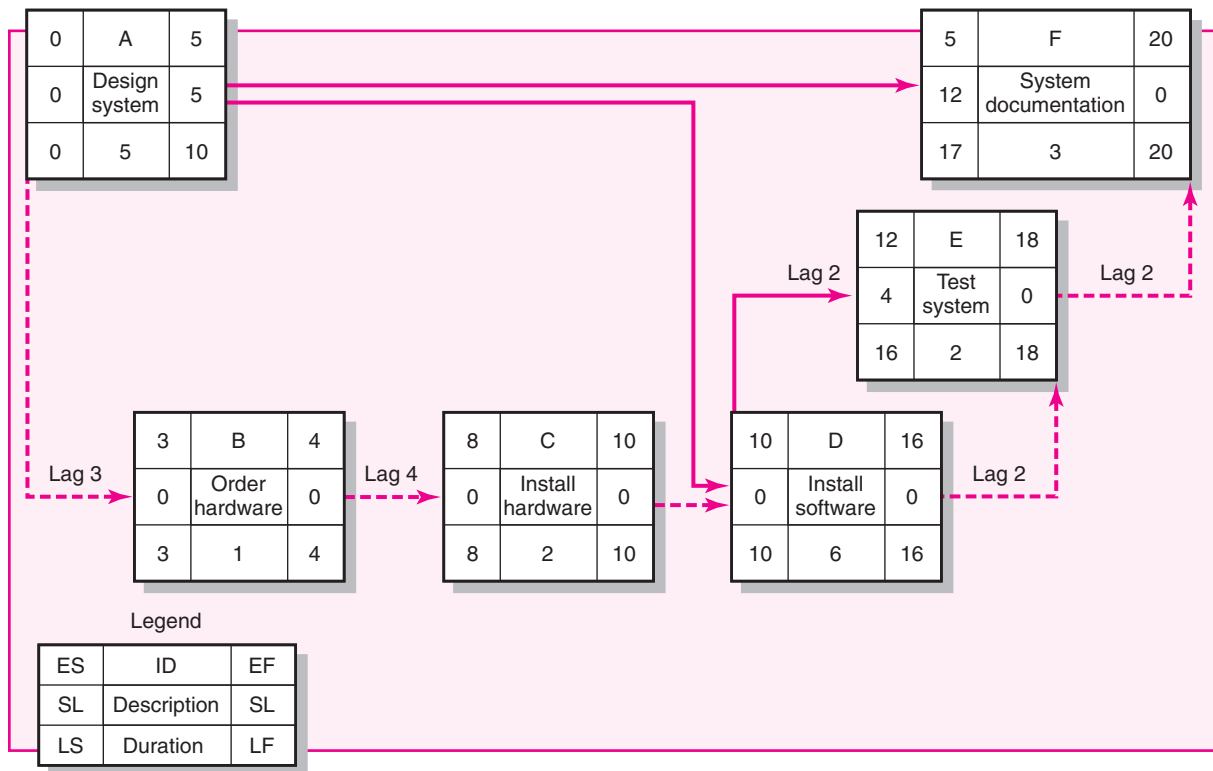 0 A 5
0 Design system 5
0 5 10
5 F 20
12 System documentation 0
17 3 20
12 E 18
4 Test system 0
16 2 18
Lag 2
Lag 2
3 B 4
0 Order hardware 0
3 1 4
8 C 10
0 Install hardware 0
8 2 10
10 D 16
0 Install software 0
10 6 16
Lag 3
Lag 4
Lag 2
Legend
ES ID EF
SL Description SL
LS Duration LF